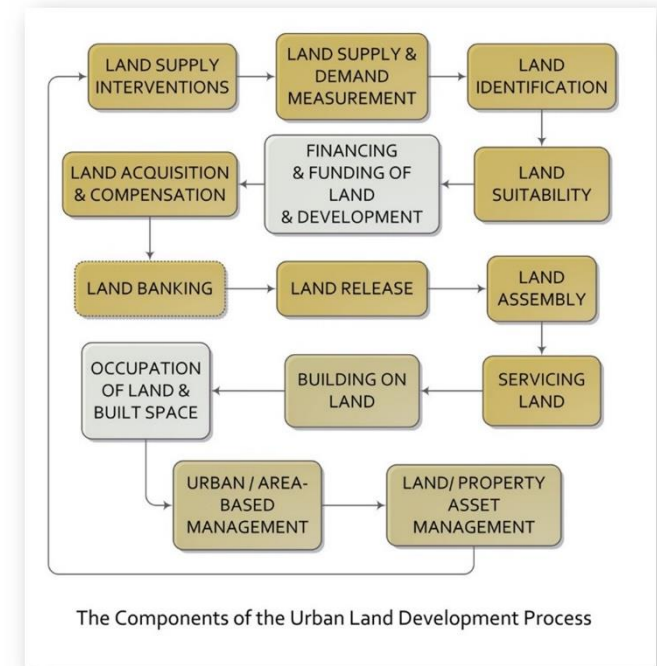 LAND SUPPLY
INTERVENTIONS
LAND SUPPLY &
DEMAND
MEASUREMENT
LAND
IDENTIFICATION
LAND ACQUISITION
& COMPENSATION
FINANCING
& FUNDING OF
LAND
& DEVELOPMENT
LAND
SUITABILITY
LAND BANKING
LAND RELEASE
LAND
ASSEMBLY
OCCUPATION
OF LAND &
BUILT SPACE
BUILDING ON
LAND
SERVICING
LAND
URBAN / AREA-
BASED
MANAGEMENT
LAND/ PROPERTY
ASSET
MANAGEMENT
The Components of the Urban Land Development Process